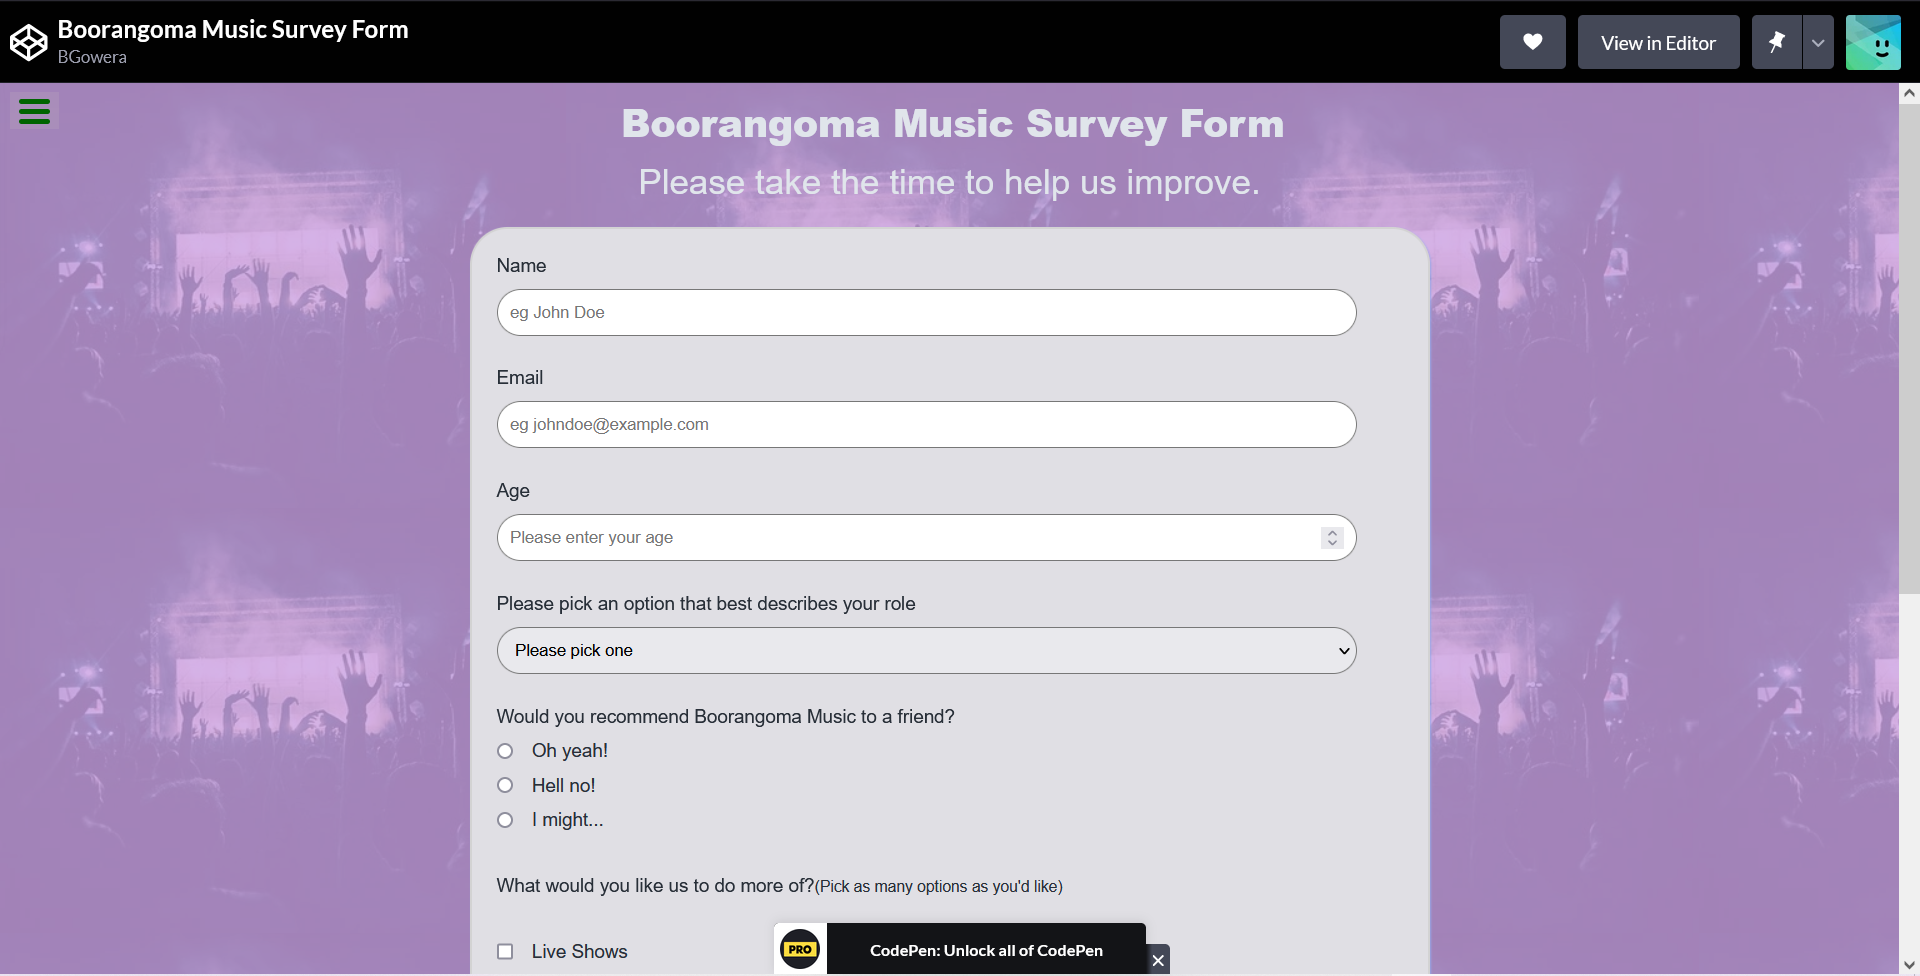 Boorangoma Music Survey Form
BGowera
View in Editor
Boorangoma Music Survey Form
Please take the time to help us improve.
Name
eg John Doe
Email
eg johndoe@example.com
Age
Please enter your age
Please pick an option that best describes your role
Please pick one
Would you recommend Boorangoma Music to a friend?
Oh yeah!
Hell no!
I might...
What would you like us to do more of?(Pick as many options as you'd like)
Live Shows
PRO
CodePen: Unlock all of CodePen